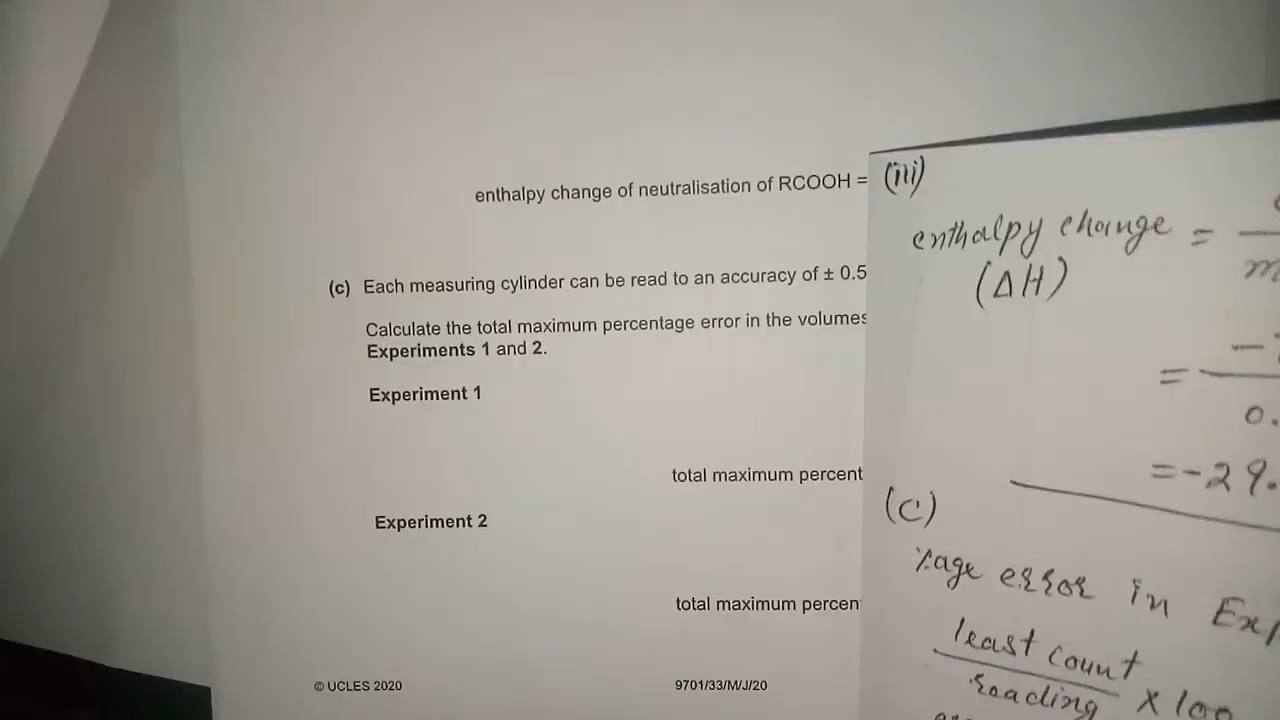 enthalpy change of neutralisation of RCOOH =
(c) Each measuring cylinder can be read to an accuracy of ± 0.5
Calculate the total maximum percentage error in the volumes
Experiments 1 and 2.
Experiment 1
total maximum percent
Experiment 2
total maximum percen
© UCLES 2020
9701/33/M/J/20
(iii)
enthalpy change =
(ΔH)
= -
0.
= -29.
(C)
%age error in Exp
least count
reading × 100